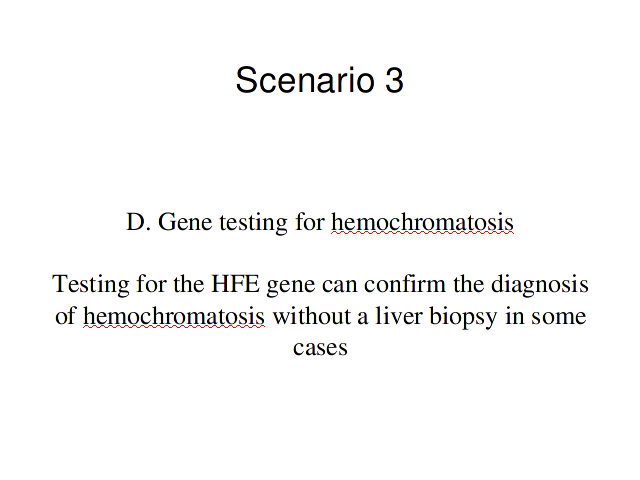 Scenario 3
D. Gene testing for hemochromatosis
Testing for the HFE gene can confirm the diagnosis
of hemochromatosis without a liver biopsy in some
cases